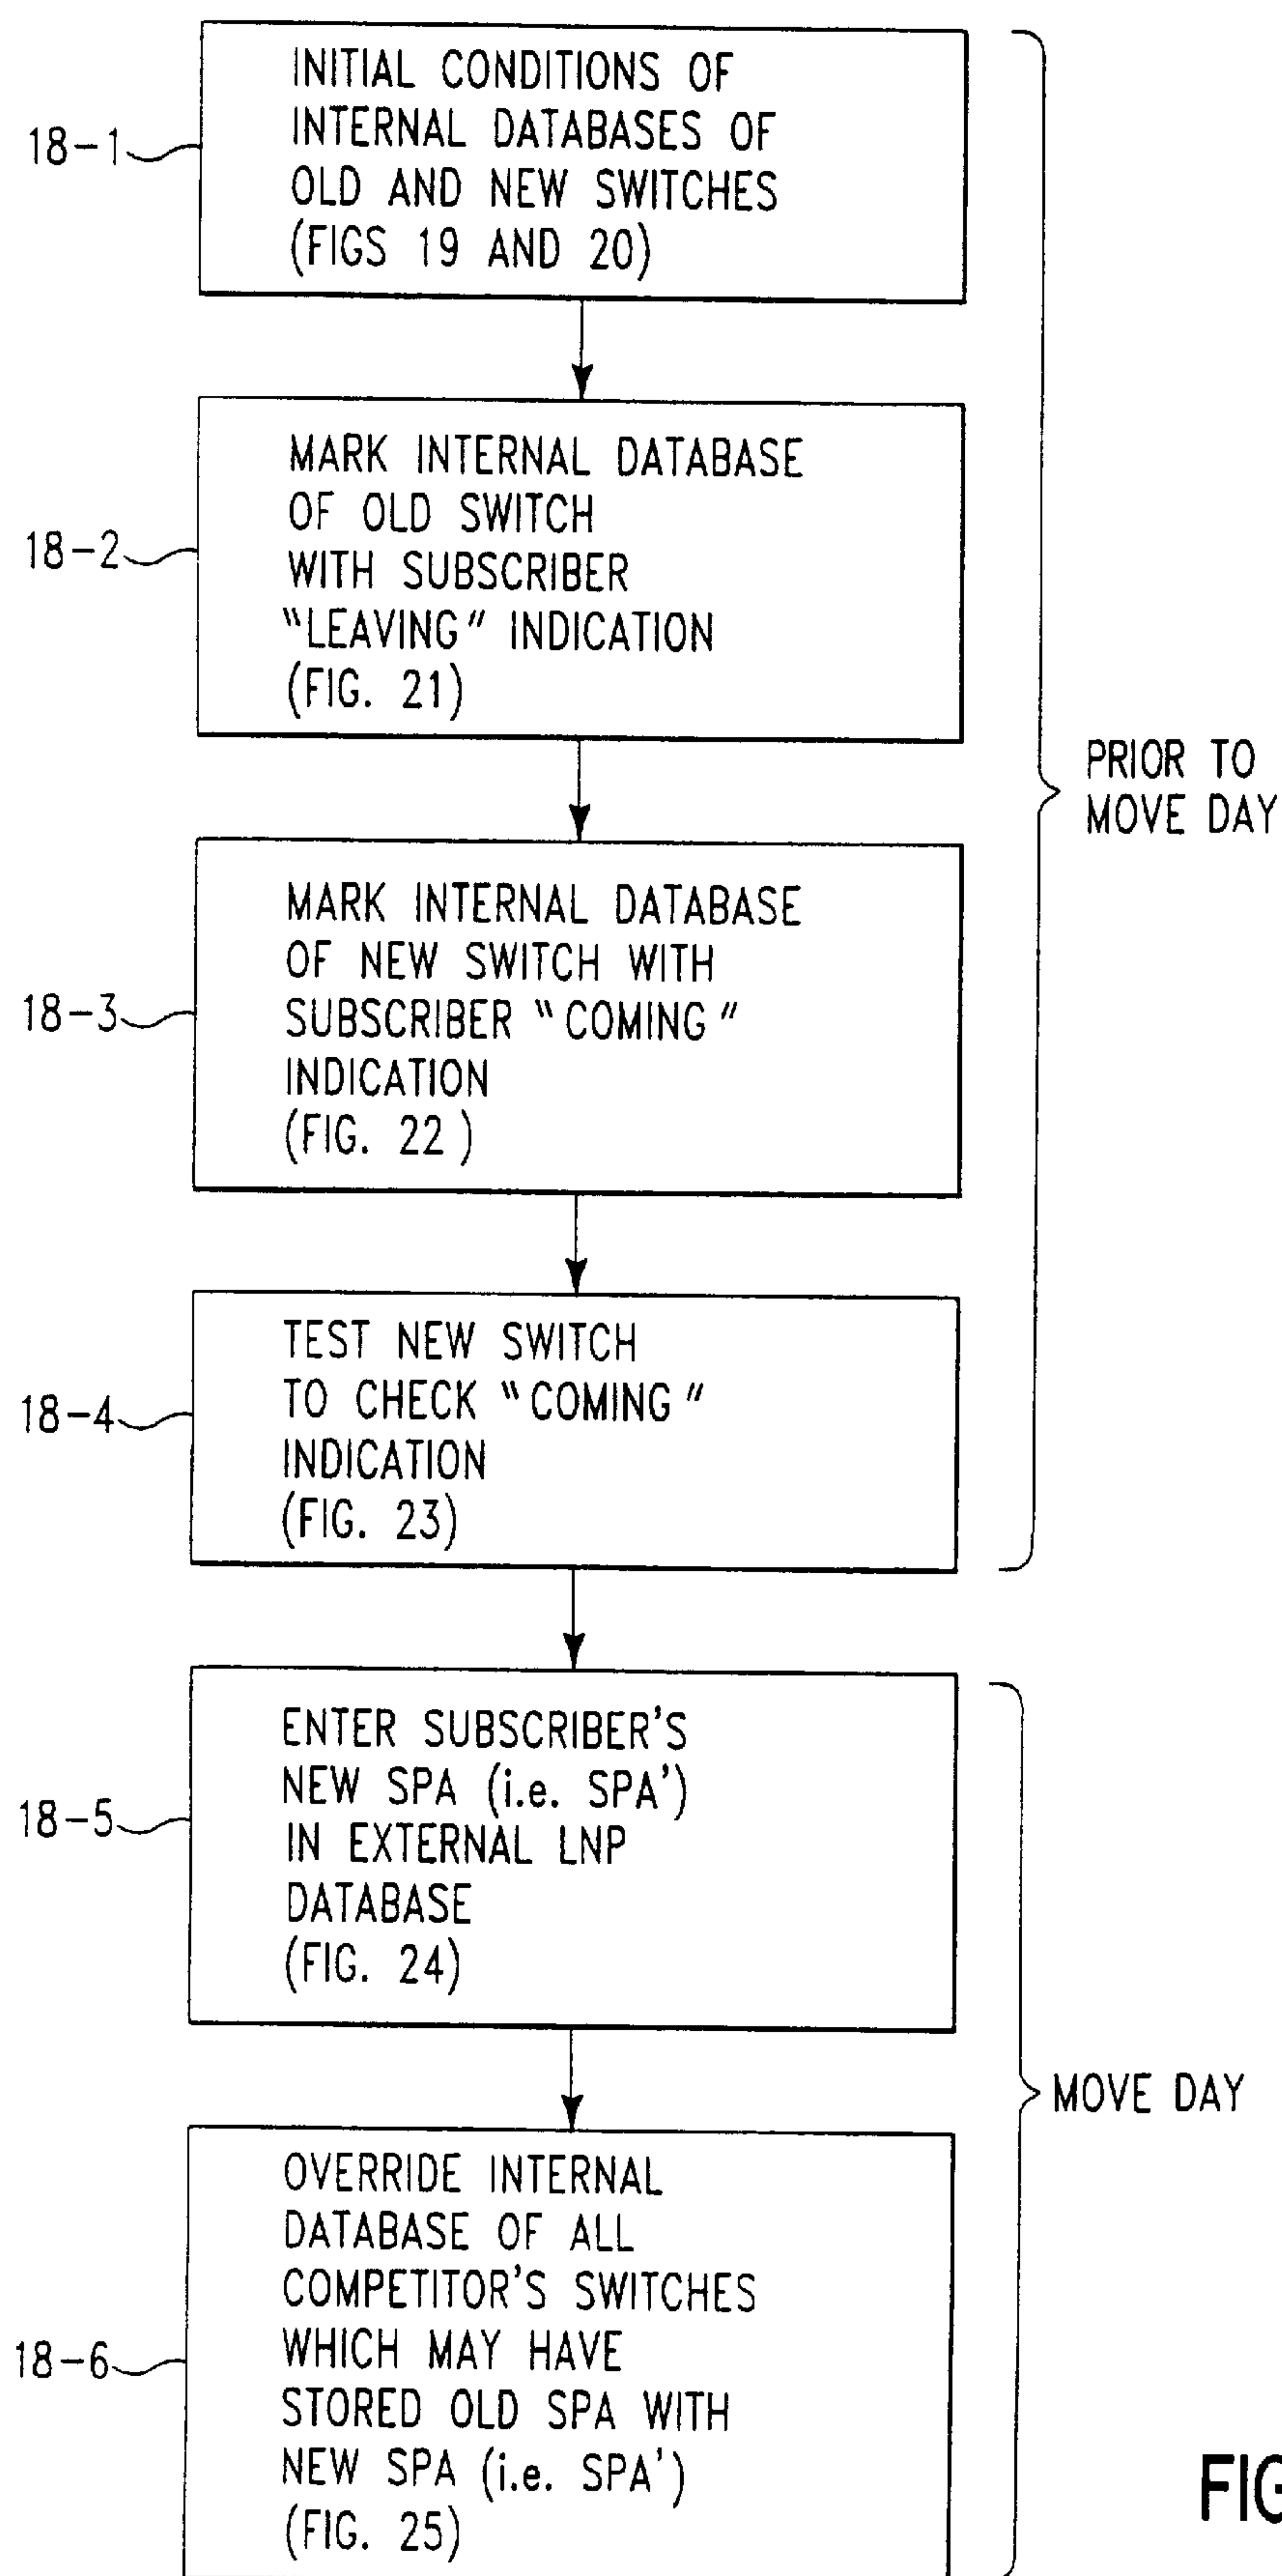 18-1
INITIAL CONDITIONS OF
INTERNAL DATABASES OF
OLD AND NEW SWITCHES
(FIGS 19 AND 20)
18-2
MARK INTERNAL DATABASE
OF OLD SWITCH
WITH SUBSCRIBER
"LEAVING" INDICATION
(FIG. 21)
PRIOR TO
MOVE DAY
18-3
MARK INTERNAL DATABASE
OF NEW SWITCH WITH
SUBSCRIBER "COMING"
INDICATION
(FIG. 22)
18-4
TEST NEW SWITCH
TO CHECK "COMING"
INDICATION
(FIG. 23)
18-5
ENTER SUBSCRIBER'S
NEW SPA (i.e. SPA')
IN EXTERNAL LNP
DATABASE
(FIG. 24)
MOVE DAY
18-6
OVERRIDE INTERNAL
DATABASE OF ALL
COMPETITOR'S SWITCHES
WHICH MAY HAVE
STORED OLD SPA WITH
NEW SPA (i.e. SPA')
(FIG. 25)